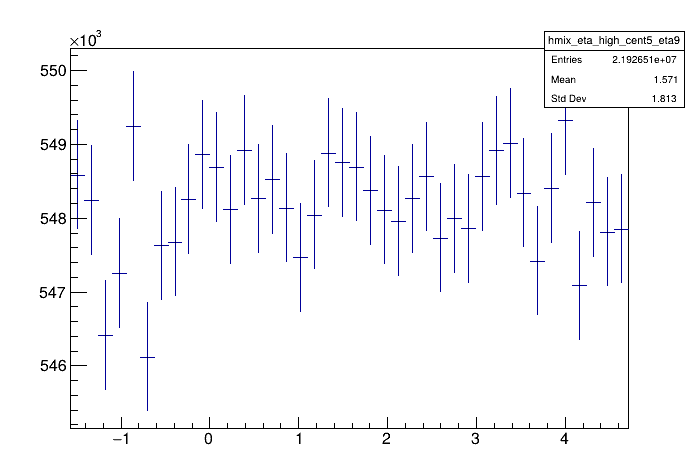 ×10³
hmix_eta_high_cent5_eta9
Entries 2.192651e+07
Mean 1.571
Std Dev 1.813
550
549
548
547
546
−1 0 1 2 3 4